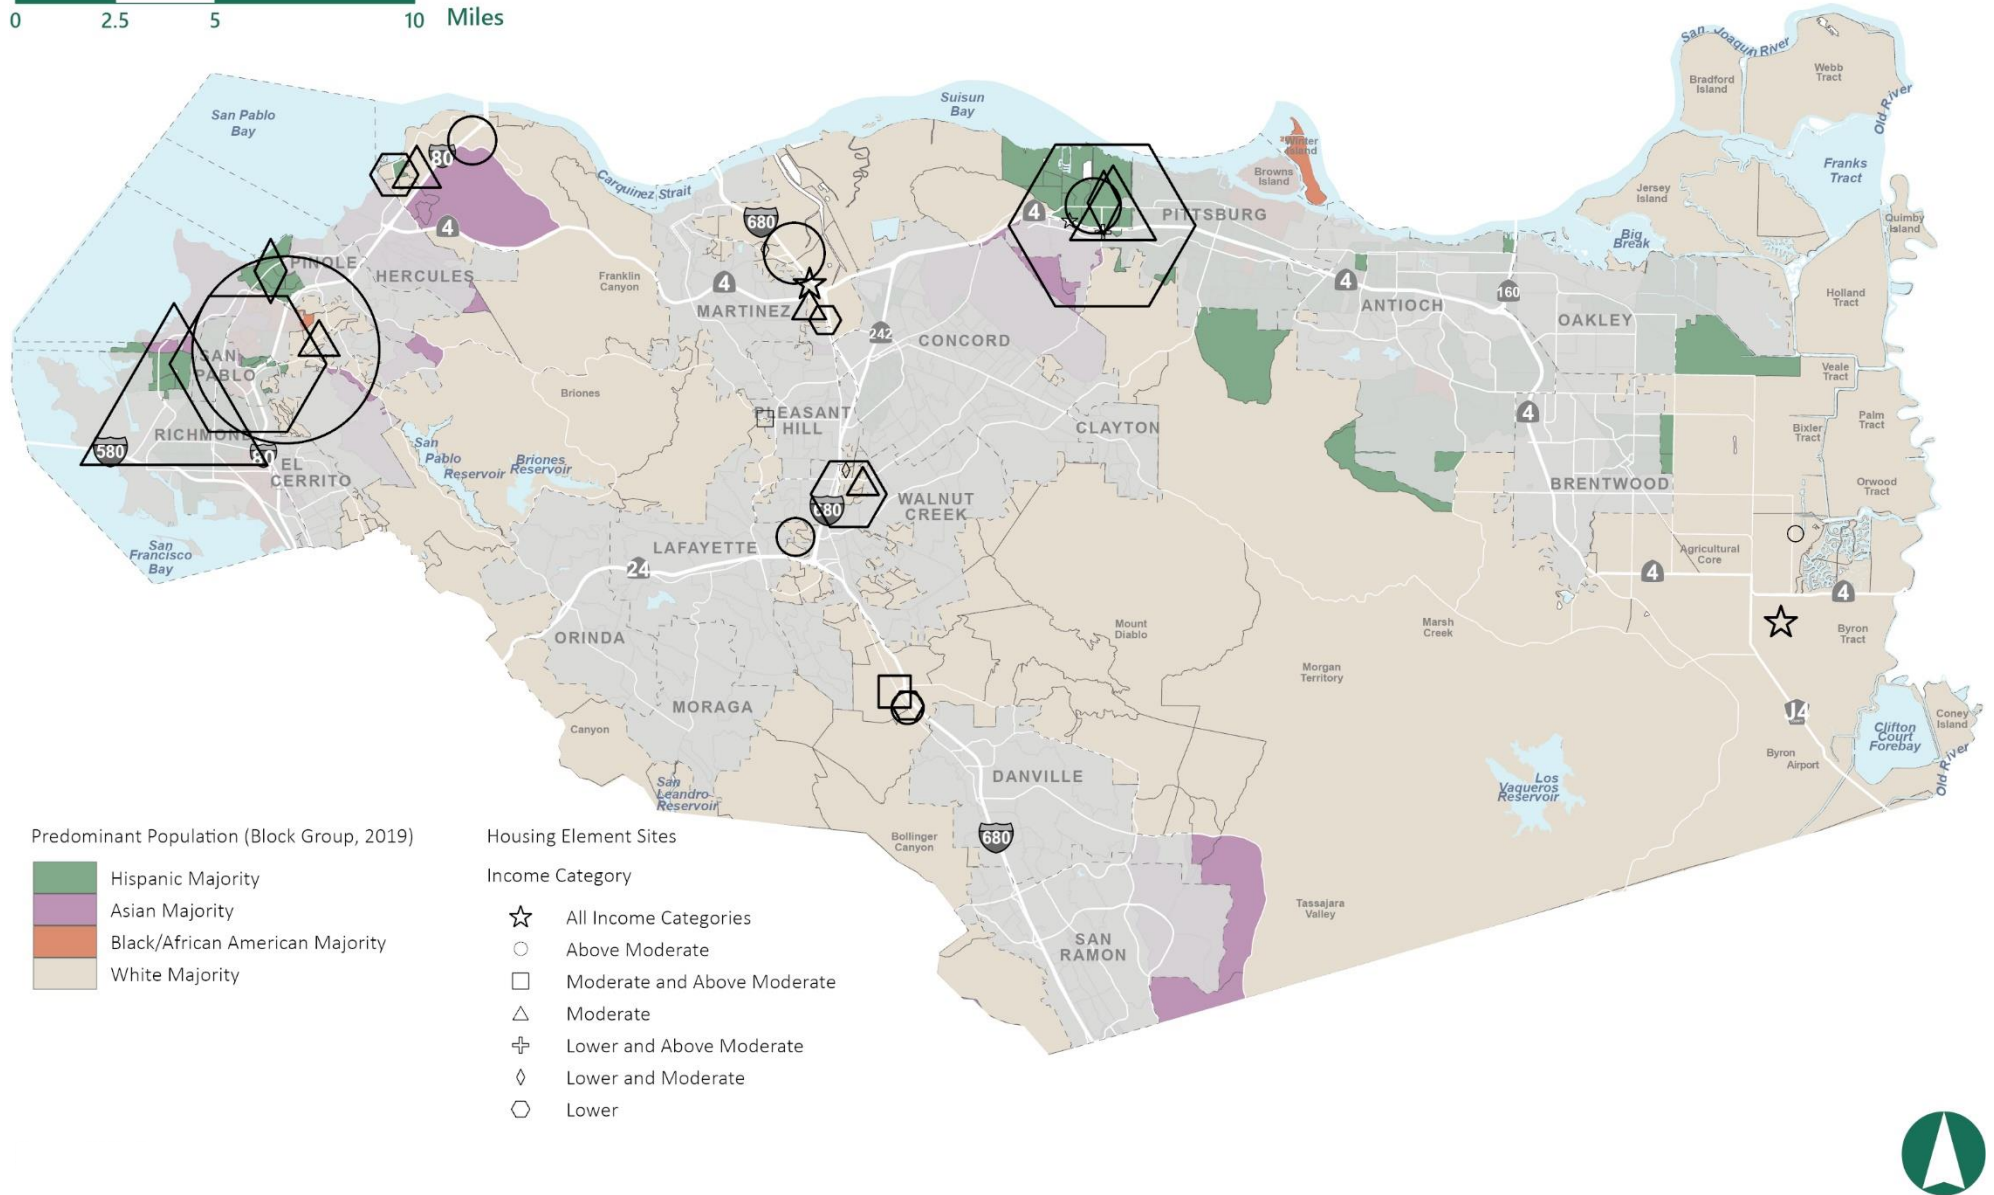 0 2.5 5 10 Miles
San Joaquin River
Webb
Tract
Bradford
Island
Old River
San Pablo
Bay
Suisun
Bay
Winter
Island
Browns
Island
Franks
Tract
80
Carquinez Strait
Jersey
Island
Quimby
Island
4
PITTSBURG
680
4
Big
Break
PINOLE
HERCULES
Franklin
Canyon
4
4
160
Holland
Tract
MARTINEZ
ANTIOCH
OAKLEY
242
CONCORD
SAN
PABLO
Veale
Tract
Briones
PLEASANT
HILL
CLAYTON
4
Palm
Tract
Bixler
Tract
RICHMOND
580
80
EL
CERRITO
San
Pablo
Reservoir
Briones
Reservoir
BRENTWOOD
Orwood
Tract
WALNUT
CREEK
680
San
Francisco
Bay
LAFAYETTE
24
Agricultural
Core
4
4
ORINDA
Mount
Diablo
Marsh
Creek
Byron
Tract
Morgan
Territory
MORAGA
Canyon
J4
Coney
Island
Clifton
Court
Forebay
Byron
Airport
Old River
DANVILLE
San
Leandro
Reservoir
Los
Vaqueros
Reservoir
680
Bollinger
Canyon
Tassajara
Valley
SAN
RAMON
Predominant Population (Block Group, 2019)
Hispanic Majority
Asian Majority
Black/African American Majority
White Majority
Housing Element Sites
Income Category
All Income Categories
Above Moderate
Moderate and Above Moderate
Moderate
Lower and Above Moderate
Lower and Moderate
Lower